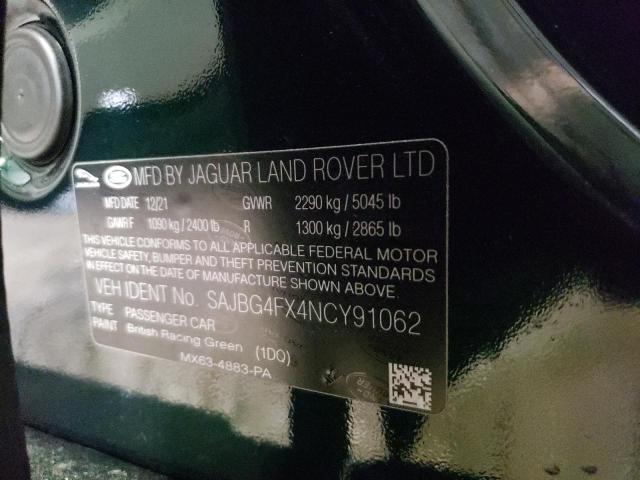 MFD BY JAGUAR LAND ROVER LTD
MFD DATE 12/21 GVWR 2290 kg / 5045 lb
GAWR F 1090 kg / 2400 lb R 1300 kg / 2865 lb
THIS VEHICLE CONFORMS TO ALL APPLICABLE FEDERAL MOTOR
VEHICLE SAFETY, BUMPER AND THEFT PREVENTION STANDARDS
IN EFFECT ON THE DATE OF MANUFACTURE SHOWN ABOVE.
VEH IDENT No. SAJBG4FX4NCY91062
TYPE PASSENGER CAR
PAINT British Racing Green (1DO)
MX63-4883-PA